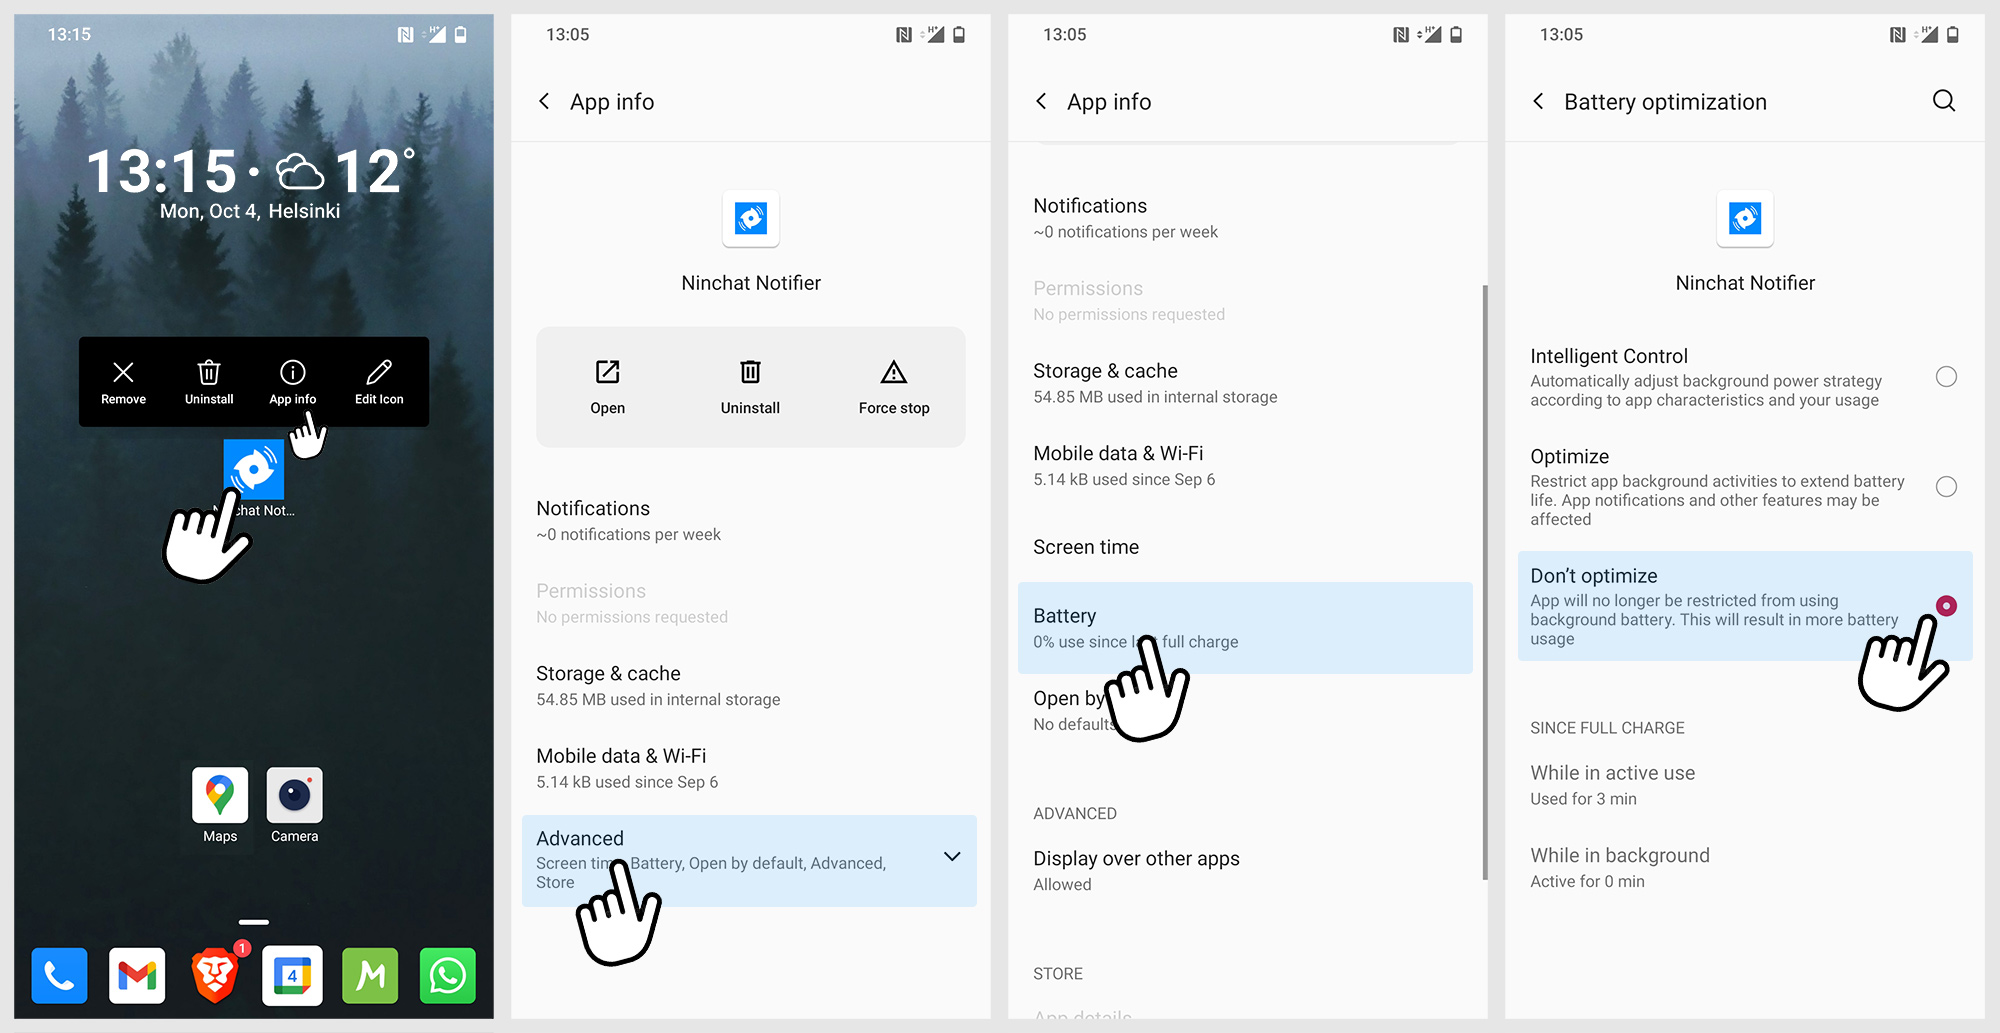 13:15
H+
13:15 · 12°
Mon, Oct 4, Helsinki
Remove
Uninstall
App info
Edit Icon
chat Not...
Maps
Camera
1
4
M
13:05
H+
App info
Ninchat Notifier
Open
Uninstall
Force stop
Notifications
~0 notifications per week
Permissions
No permissions requested
Storage & cache
54.85 MB used in internal storage
Mobile data & Wi-Fi
5.14 kB used since Sep 6
Advanced
Screen tim Battery, Open by default, Advanced,
Store
13:05
H+
App info
Notifications
~0 notifications per week
Permissions
No permissions requested
Storage & cache
54.85 MB used in internal storage
Mobile data & Wi-Fi
5.14 kB used since Sep 6
Screen time
Battery
0% use since last full charge
Open by
No defaults
ADVANCED
Display over other apps
Allowed
STORE
App details
13:05
H+
Battery optimization
Ninchat Notifier
Intelligent Control
Automatically adjust background power strategy
according to app characteristics and your usage
Optimize
Restrict app background activities to extend battery
life. App notifications and other features may be
affected
Don't optimize
App will no longer be restricted from using
background battery. This will result in more battery
usage
SINCE FULL CHARGE
While in active use
Used for 3 min
While in background
Active for 0 min